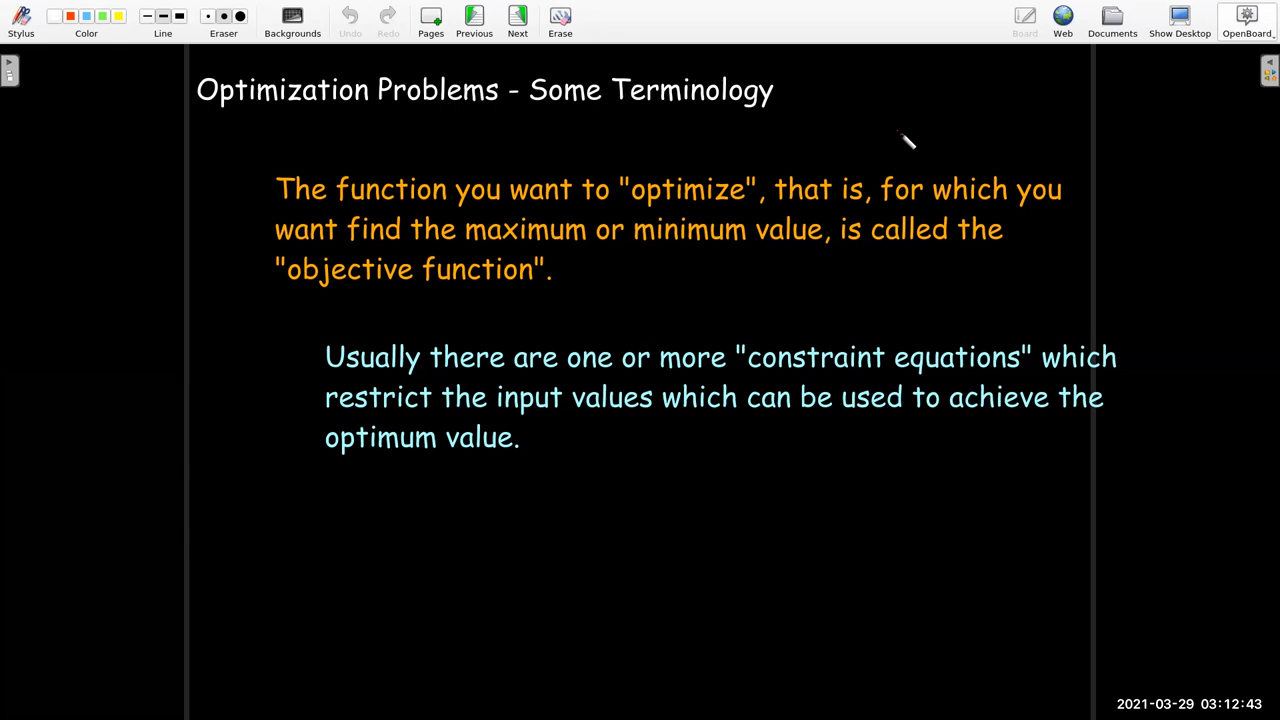 Stylus Color Line Eraser Backgrounds Undo Redo Pages Previous Next Erase Board Web Documents Show Desktop OpenBoard
Optimization Problems - Some Terminology
The function you want to "optimize", that is, for which you
want find the maximum or minimum value, is called the
"objective function".
Usually there are one or more "constraint equations" which
restrict the input values which can be used to achieve the
optimum value.
2021-03-29 03:12:43